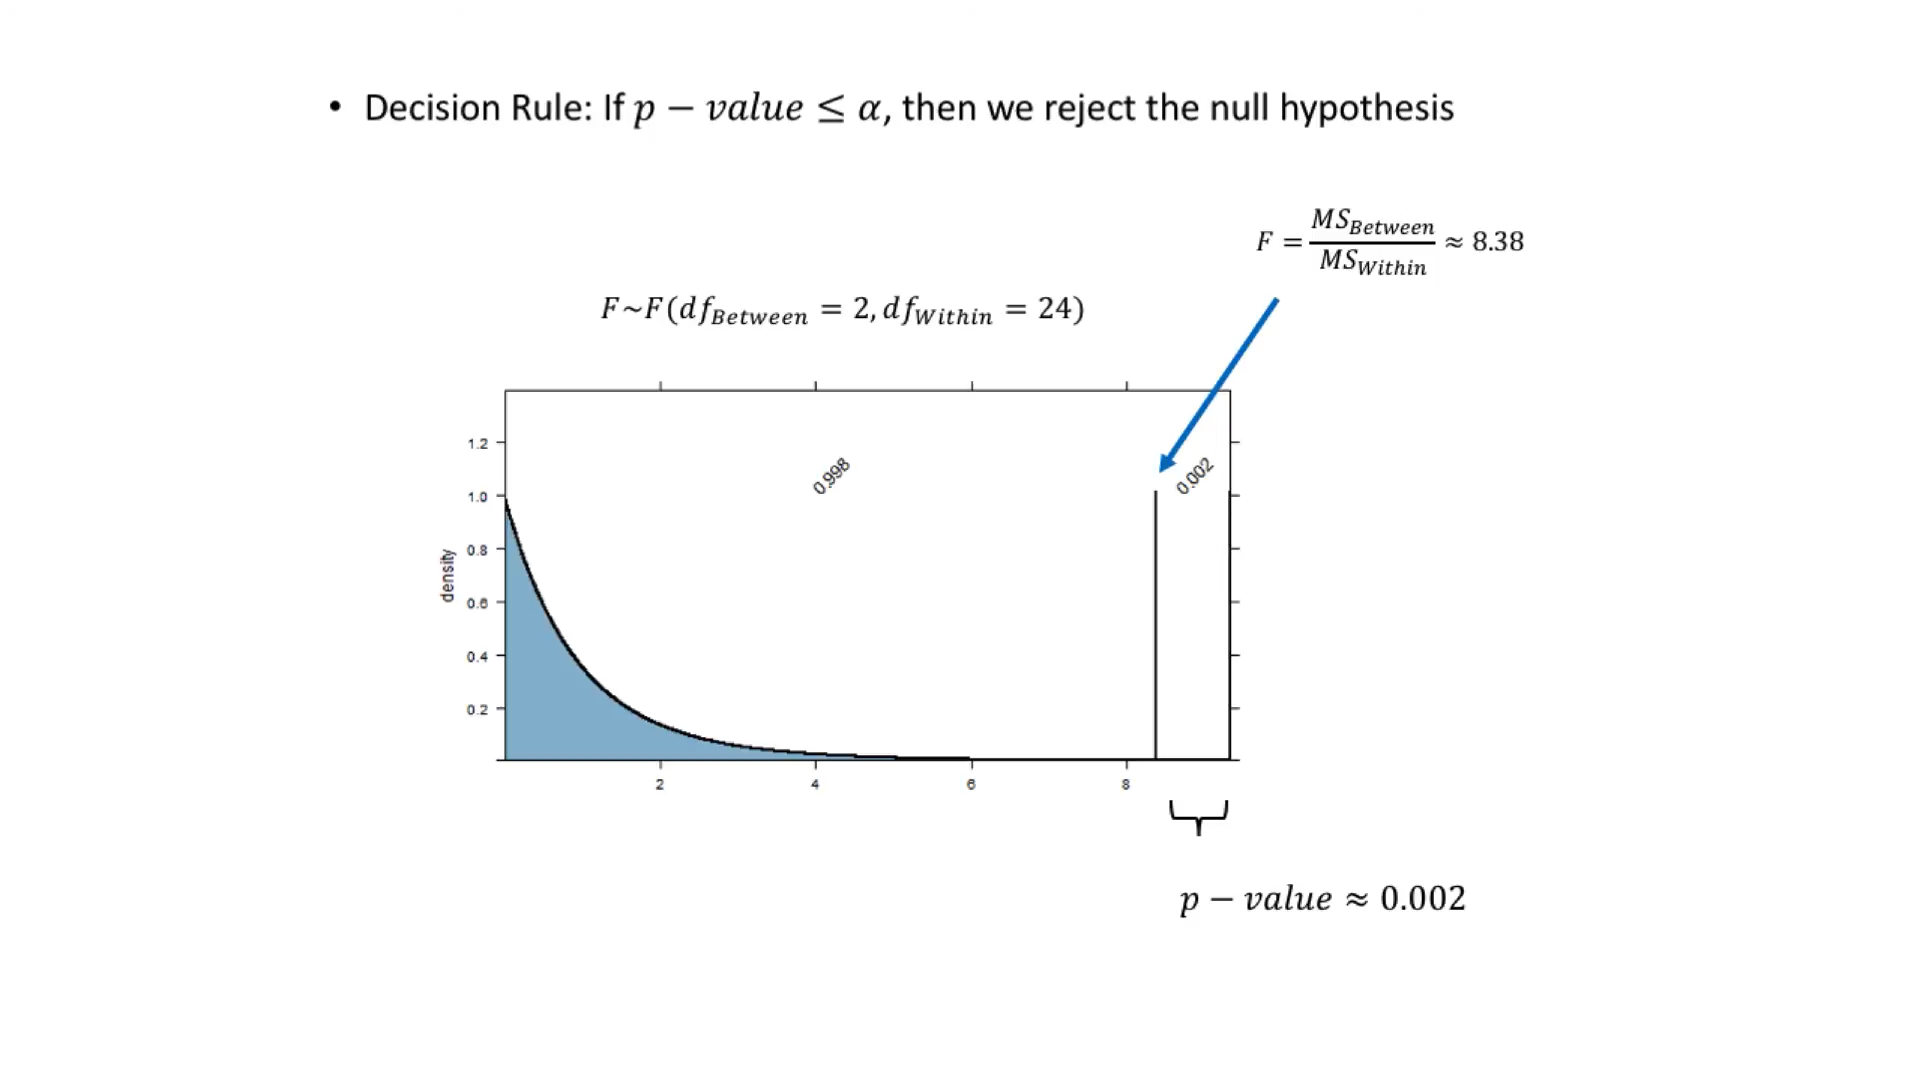 • Decision Rule: If p − value ≤ α, then we reject the null hypothesis
F = MS_Between / MS_Within ≈ 8.38
F~F(df_Between = 2, df_Within = 24)
0.998
0.002
1.2
1.0
0.8
0.6
0.4
0.2
density
2 4 6 8
p − value ≈ 0.002